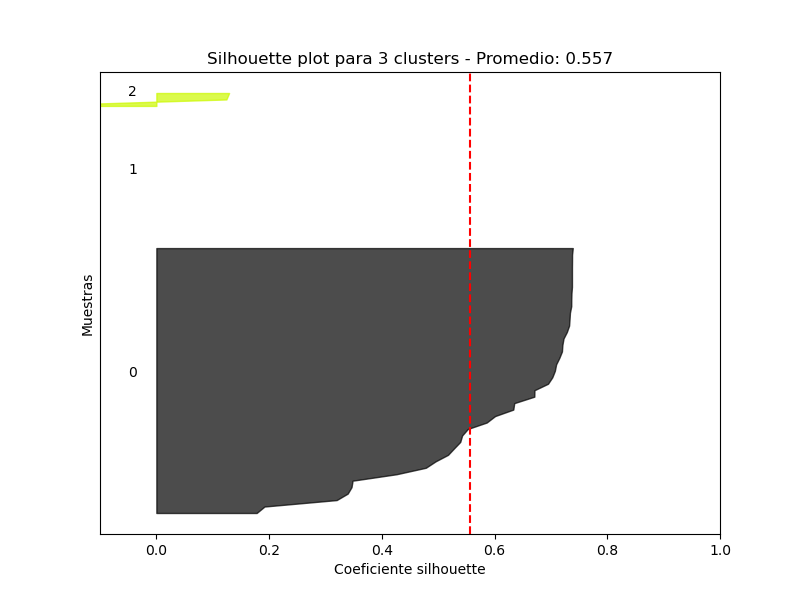 Silhouette plot para 3 clusters - Promedio: 0.557
2
1
0
Muestras
0.0 0.2 0.4 0.6 0.8 1.0
Coeficiente silhouette